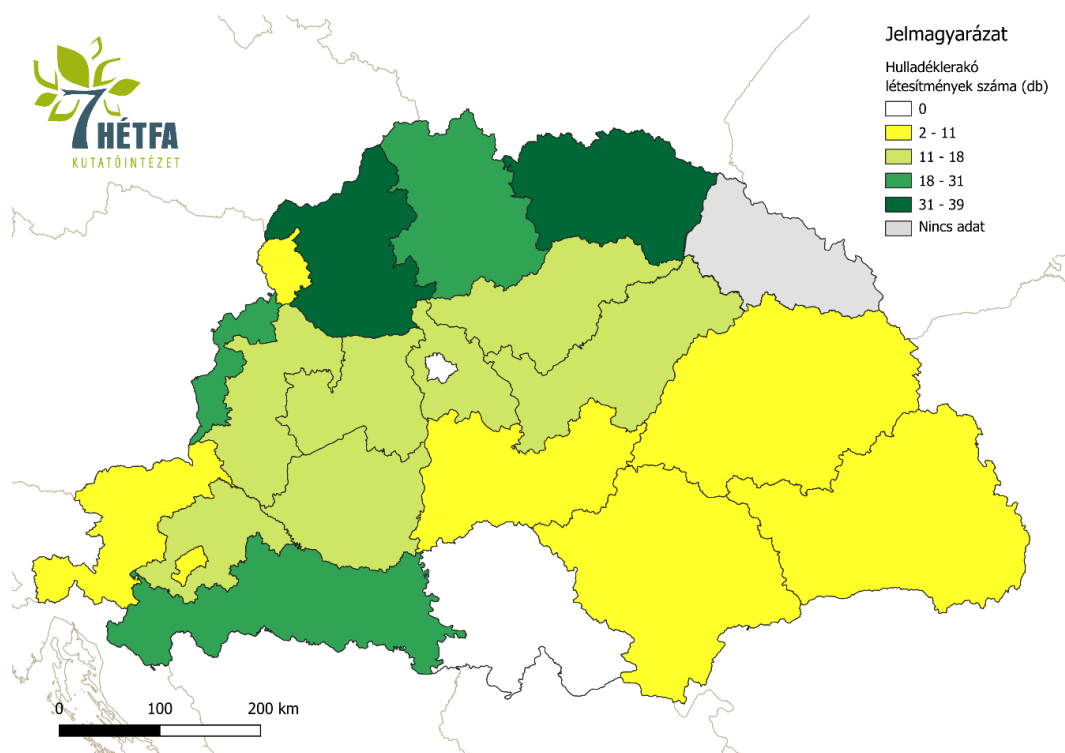 7 HÉTFA
KUTATÓINTÉZET
Jelmagyarázat
Hulladéklerakó
létesítmények száma (db)
0
2 - 11
11 - 18
18 - 31
31 - 39
Nincs adat
0 100 200 km